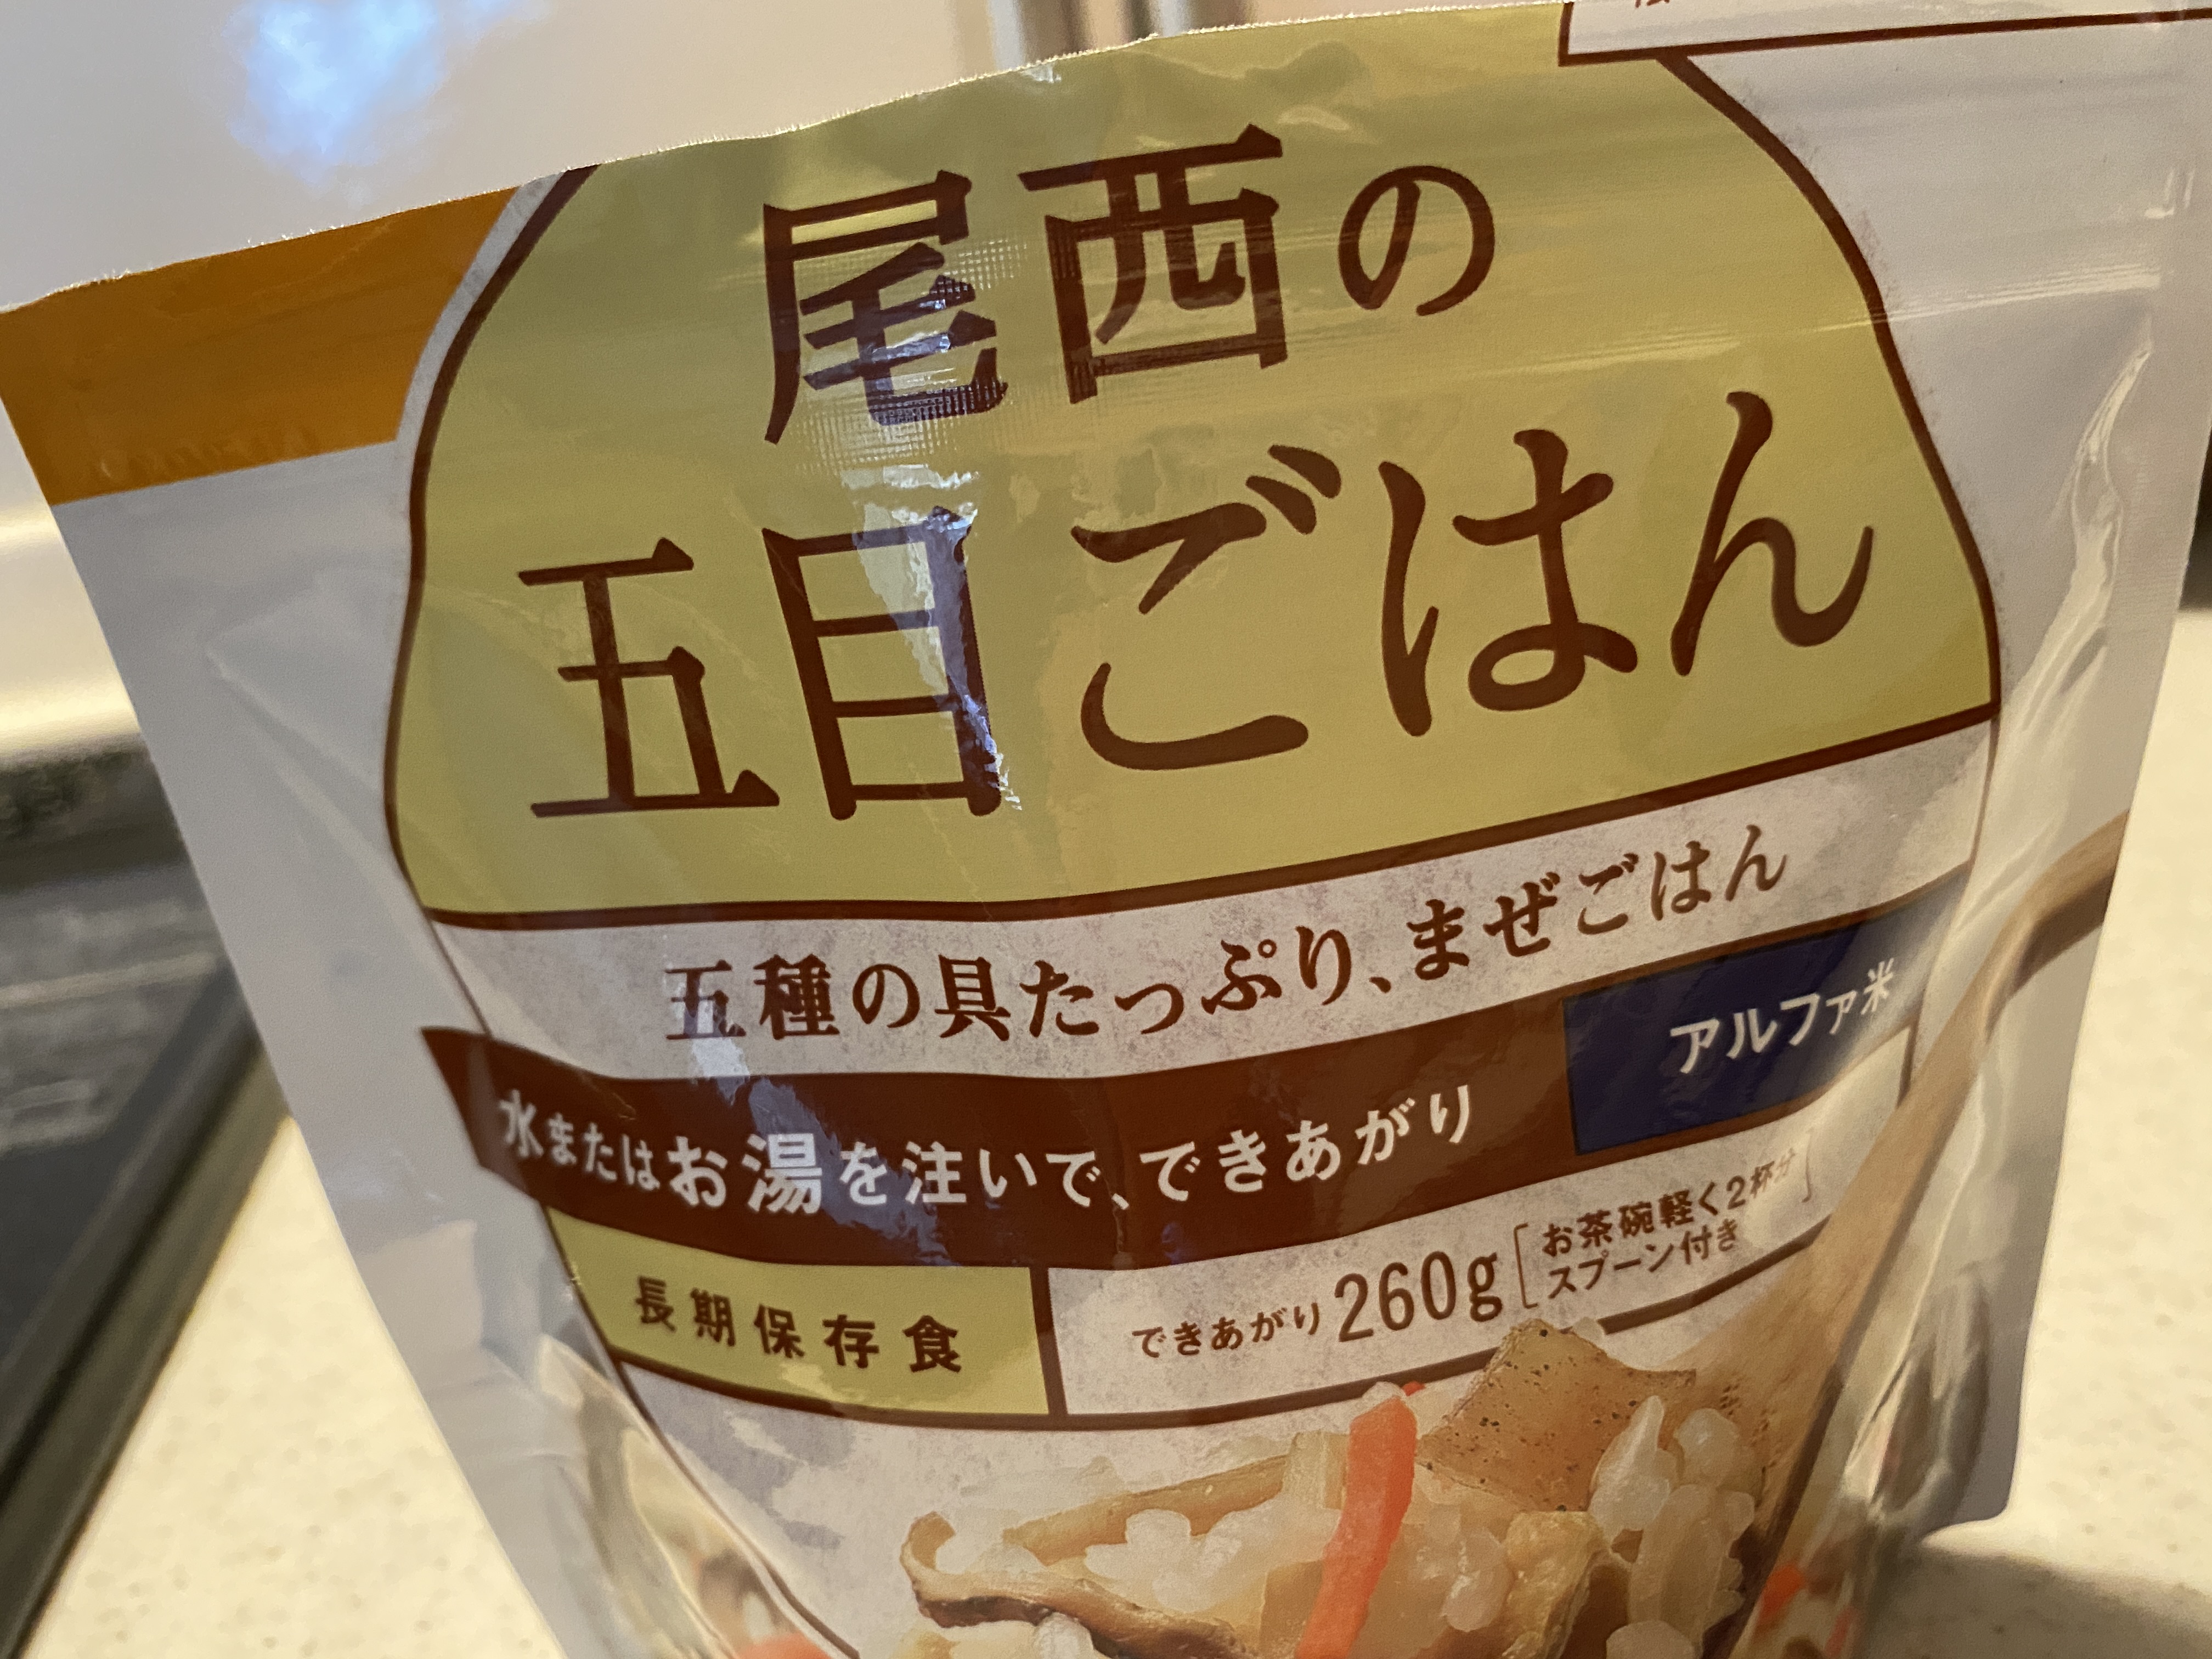 尾西の
五目ごはん
五種の具たっぷり、まぜごはん
アルファ米
水またはお湯を注いで、できあがり
長期保存食
できあがり260g
お茶碗軽く2杯分
スプーン付き